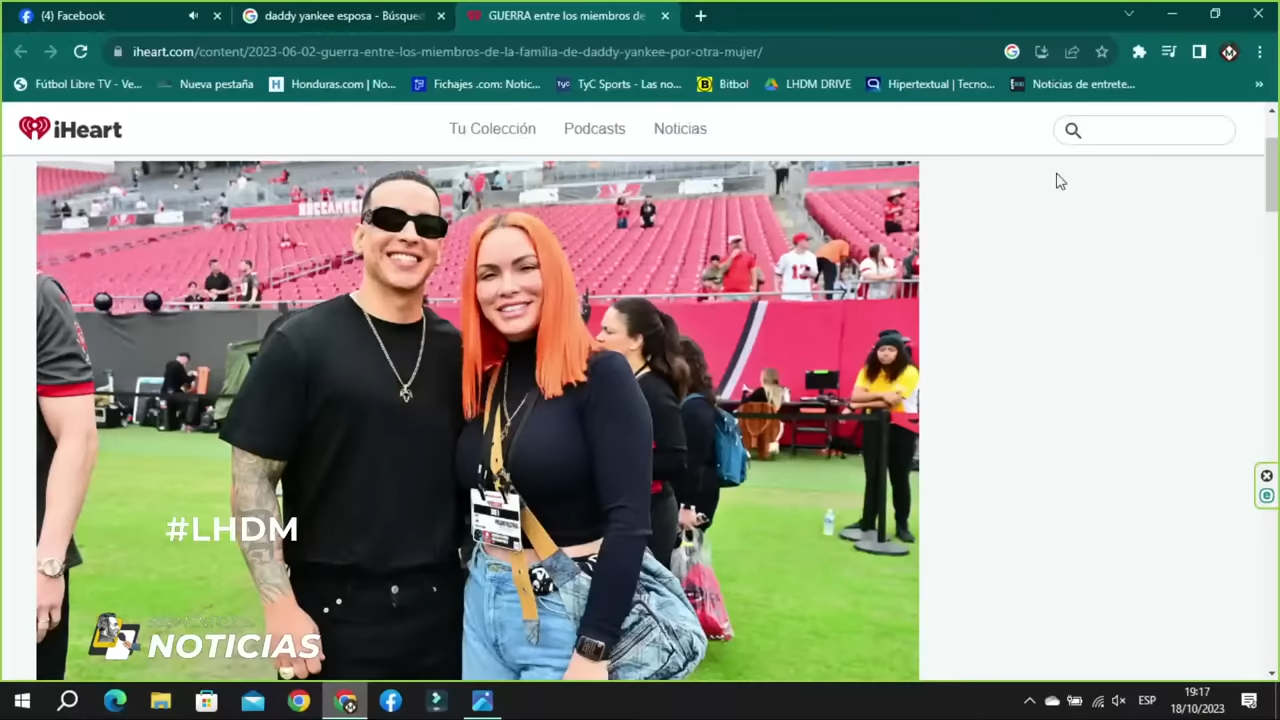 (4) Facebook
daddy yankee esposa - Búsqued
GUERRA entre los miembros de
iheart.com/content/2023-06-02-guerra-entre-los-miembros-de-la-familia-de-daddy-yankee-por-otra-mujer/
Fútbol Libre TV - Ve...
Nueva pestaña
Honduras.com | No...
Fichajes .com: Notic...
TyC Sports - Las no...
Bitbol
LHDM DRIVE
Hipertextual | Tecno...
Noticias de entrete...
iHeart
Tu Colección
Podcasts
Noticias
BUCCANEE
#LHDM
NOTICIAS
ESP
19:17
18/10/2023